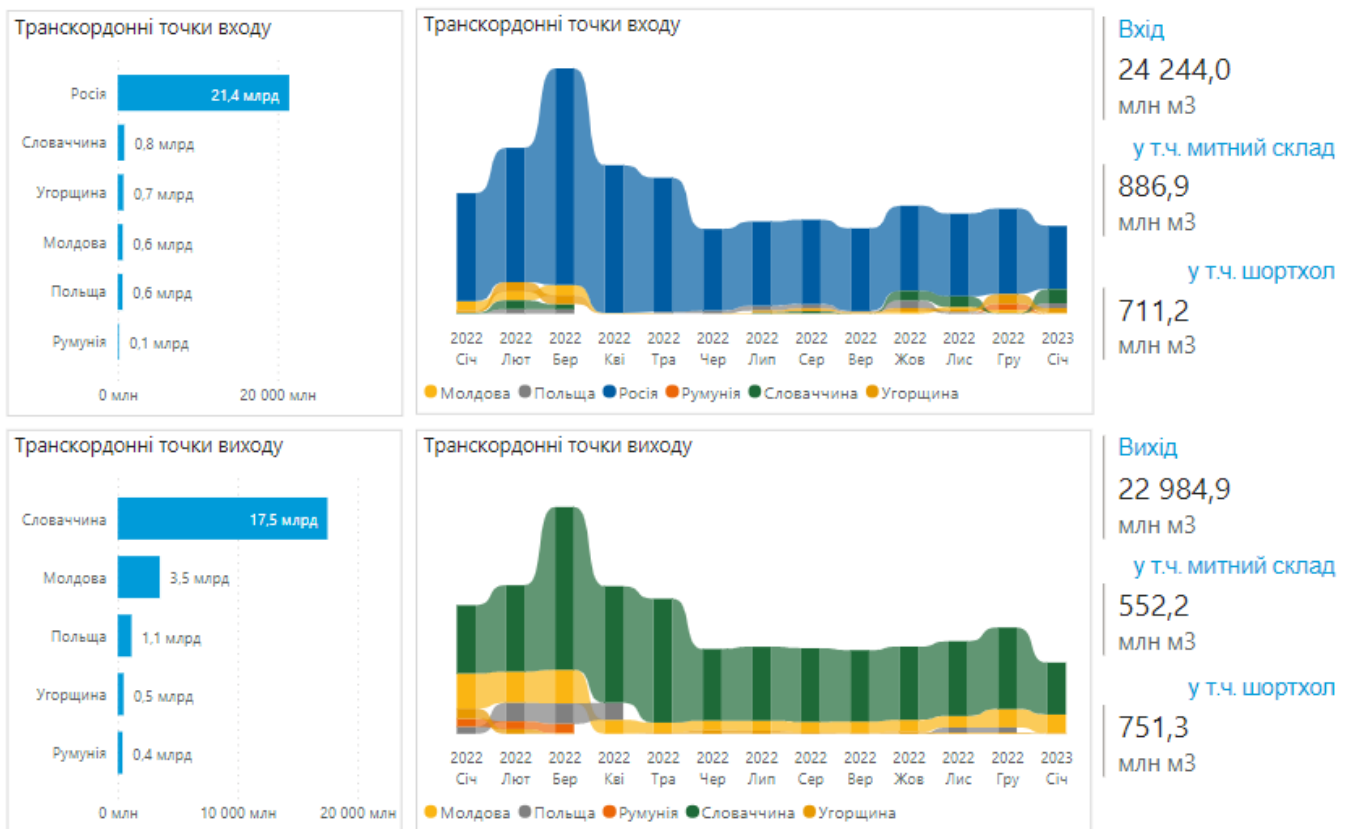 Транскордонні точки входу
Росія
21,4 млрд
Словаччина
0,8 млрд
Угорщина
0,7 млрд
Молдова
0,6 млрд
Польща
0,6 млрд
Румунія
0,1 млрд
0 млн
20 000 млн
Транскордонні точки входу
2022 2022 2022 2022 2022 2022 2022 2022 2022 2022 2022 2022 2023
Січ Лют Бер Кві Тра Чер Лип Сер Вер Жов Лис Гру Січ
Молдова Польща Росія Румунія Словаччина Угорщина
Вхід
24 244,0
млн м3
у т.ч. митний склад
886,9
млн м3
у т.ч. шортхол
711,2
млн м3
Транскордонні точки виходу
Словаччина
17,5 млрд
Молдова
3,5 млрд
Польща
1,1 млрд
Угорщина
0,5 млрд
Румунія
0,4 млрд
0 млн
10 000 млн
20 000 млн
Транскордонні точки виходу
2022 2022 2022 2022 2022 2022 2022 2022 2022 2022 2022 2022 2023
Січ Лют Бер Кві Тра Чер Лип Сер Вер Жов Лис Гру Січ
Молдова Польща Румунія Словаччина Угорщина
Вихід
22 984,9
млн м3
у т.ч. митний склад
552,2
млн м3
у т.ч. шортхол
751,3
млн м3